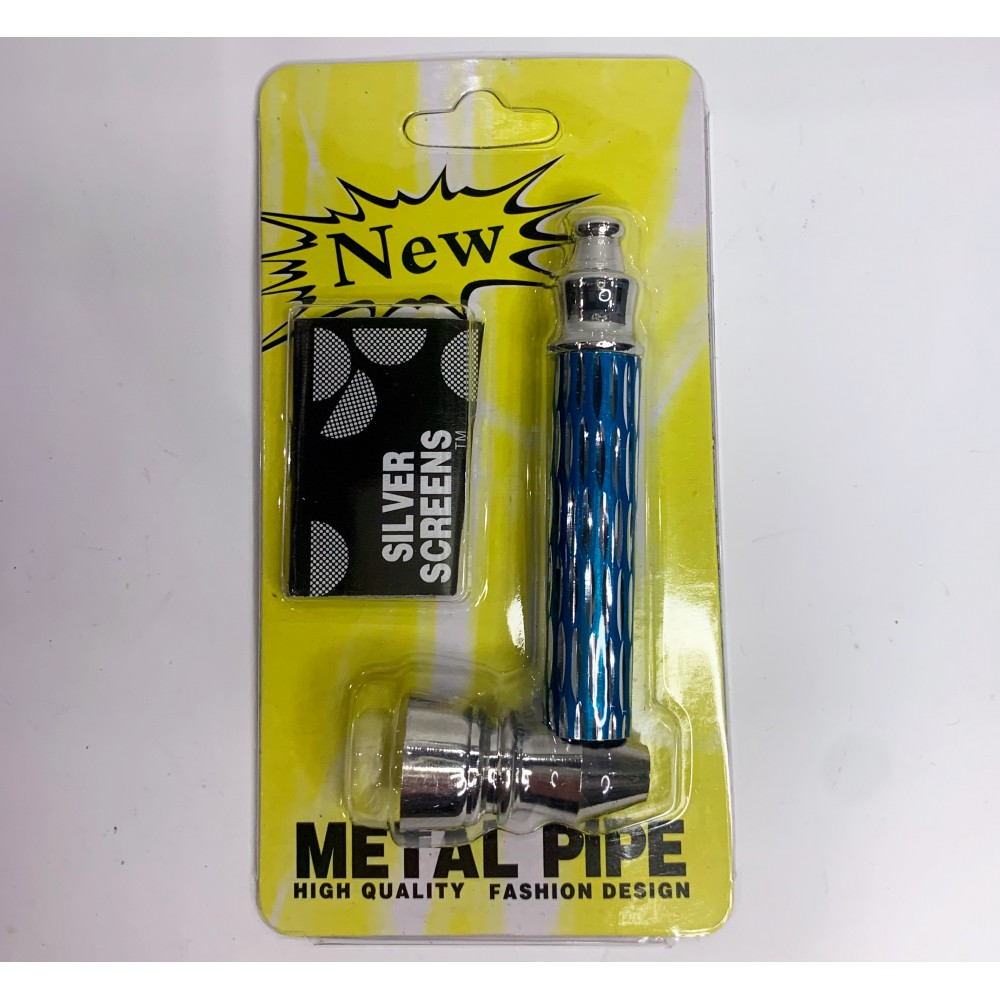 New
SILVER
SCREENS™
METAL PIPE
HIGH QUALITY FASHION DESIGN